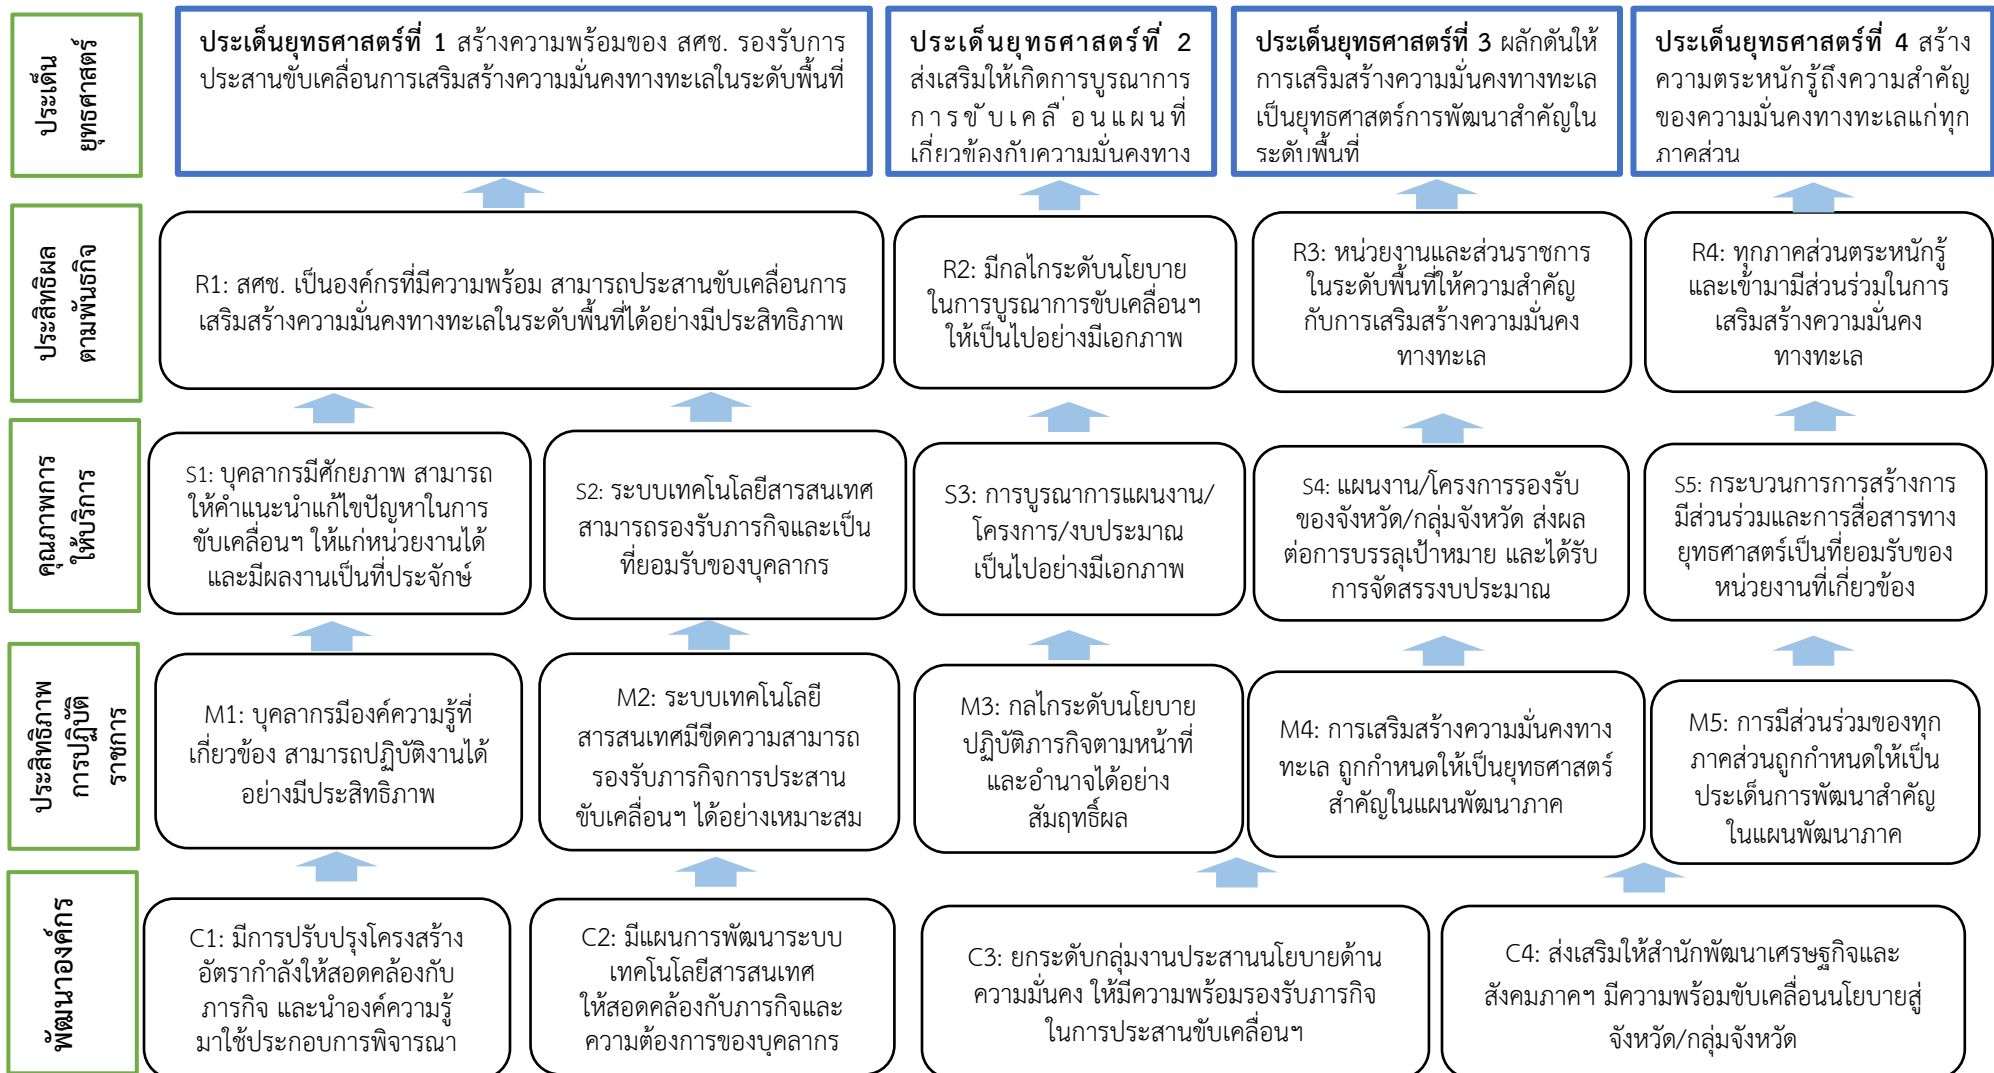 ประเด็น
ยุทธศาสตร์
ประเด็นยุทธศาสตร์ที่ 1 สร้างความพร้อมของ สศช. รองรับการ
ประสานขับเคลื่อนการเสริมสร้างความมั่นคงทางทะเลในระดับพื้นที่
ประเด็นยุทธศาสตร์ที่ 2
ส่งเสริมให้เกิดการบูรณาการ
การขับเคลื่อนแผนที่
เกี่ยวข้องกับความมั่นคงทาง
ประเด็นยุทธศาสตร์ที่ 3 ผลักดันให้
การเสริมสร้างความมั่นคงทางทะเล
เป็นยุทธศาสตร์การพัฒนาสำคัญใน
ระดับพื้นที่
ประเด็นยุทธศาสตร์ที่ 4 สร้าง
ความตระหนักรู้ถึงความสำคัญ
ของความมั่นคงทางทะเลแก่ทุก
ภาคส่วน
ประสิทธิผล
ตามพันธกิจ
R1: สศช. เป็นองค์กรที่มีความพร้อม สามารถประสานขับเคลื่อนการ
เสริมสร้างความมั่นคงทางทะเลในระดับพื้นที่ได้อย่างมีประสิทธิภาพ
R2: มีกลไกระดับนโยบาย
ในการบูรณาการขับเคลื่อนฯ
ให้เป็นไปอย่างมีเอกภาพ
R3: หน่วยงานและส่วนราชการ
ในระดับพื้นที่ให้ความสำคัญ
กับการเสริมสร้างความมั่นคง
ทางทะเล
R4: ทุกภาคส่วนตระหนักรู้
และเข้ามามีส่วนร่วมในการ
เสริมสร้างความมั่นคง
ทางทะเล
คุณภาพการ
ให้บริการ
S1: บุคลากรมีศักยภาพ สามารถ
ให้คำแนะนำแก้ไขปัญหาในการ
ขับเคลื่อนฯ ให้แก่หน่วยงานได้
และมีผลงานเป็นที่ประจักษ์
S2: ระบบเทคโนโลยีสารสนเทศ
สามารถรองรับภารกิจและเป็น
ที่ยอมรับของบุคลากร
S3: การบูรณาการแผนงาน/
โครงการ/งบประมาณ
เป็นไปอย่างมีเอกภาพ
S4: แผนงาน/โครงการรองรับ
ของจังหวัด/กลุ่มจังหวัด ส่งผล
ต่อการบรรลุเป้าหมาย และได้รับ
การจัดสรรงบประมาณ
S5: กระบวนการการสร้างการ
มีส่วนร่วมและการสื่อสารทาง
ยุทธศาสตร์เป็นที่ยอมรับของ
หน่วยงานที่เกี่ยวข้อง
ประสิทธิภาพ
การปฏิบัติ
ราชการ
M1: บุคลากรมีองค์ความรู้ที่
เกี่ยวข้อง สามารถปฏิบัติงานได้
อย่างมีประสิทธิภาพ
M2: ระบบเทคโนโลยี
สารสนเทศมีขีดความสามารถ
รองรับภารกิจการประสาน
ขับเคลื่อนฯ ได้อย่างเหมาะสม
M3: กลไกระดับนโยบาย
ปฏิบัติภารกิจตามหน้าที่
และอำนาจได้อย่าง
สัมฤทธิ์ผล
M4: การเสริมสร้างความมั่นคงทาง
ทะเล ถูกกำหนดให้เป็นยุทธศาสตร์
สำคัญในแผนพัฒนาภาค
M5: การมีส่วนร่วมของทุก
ภาคส่วนถูกกำหนดให้เป็น
ประเด็นการพัฒนาสำคัญ
ในแผนพัฒนาภาค
พัฒนาองค์กร
C1: มีการปรับปรุงโครงสร้าง
อัตรากำลังให้สอดคล้องกับ
ภารกิจ และนำองค์ความรู้
มาใช้ประกอบการพิจารณา
C2: มีแผนการพัฒนาระบบ
เทคโนโลยีสารสนเทศ
ให้สอดคล้องกับภารกิจและ
ความต้องการของบุคลากร
C3: ยกระดับกลุ่มงานประสานนโยบายด้าน
ความมั่นคง ให้มีความพร้อมรองรับภารกิจ
ในการประสานขับเคลื่อนฯ
C4: ส่งเสริมให้สำนักพัฒนาเศรษฐกิจและ
สังคมภาคฯ มีความพร้อมขับเคลื่อนนโยบายสู่
จังหวัด/กลุ่มจังหวัด